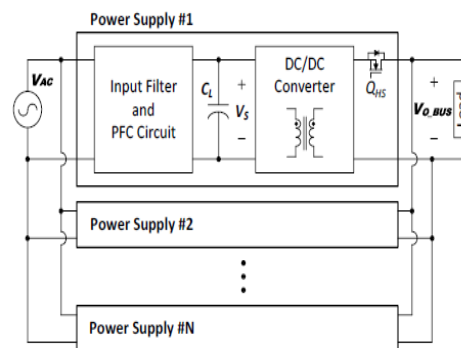 Power Supply #1
VAC
Input Filter
and
PFC Circuit
CL
+
VS
−
DC/DC
Converter
QHS
+
VO_BUS
−
Power Supply #2
Power Supply #N